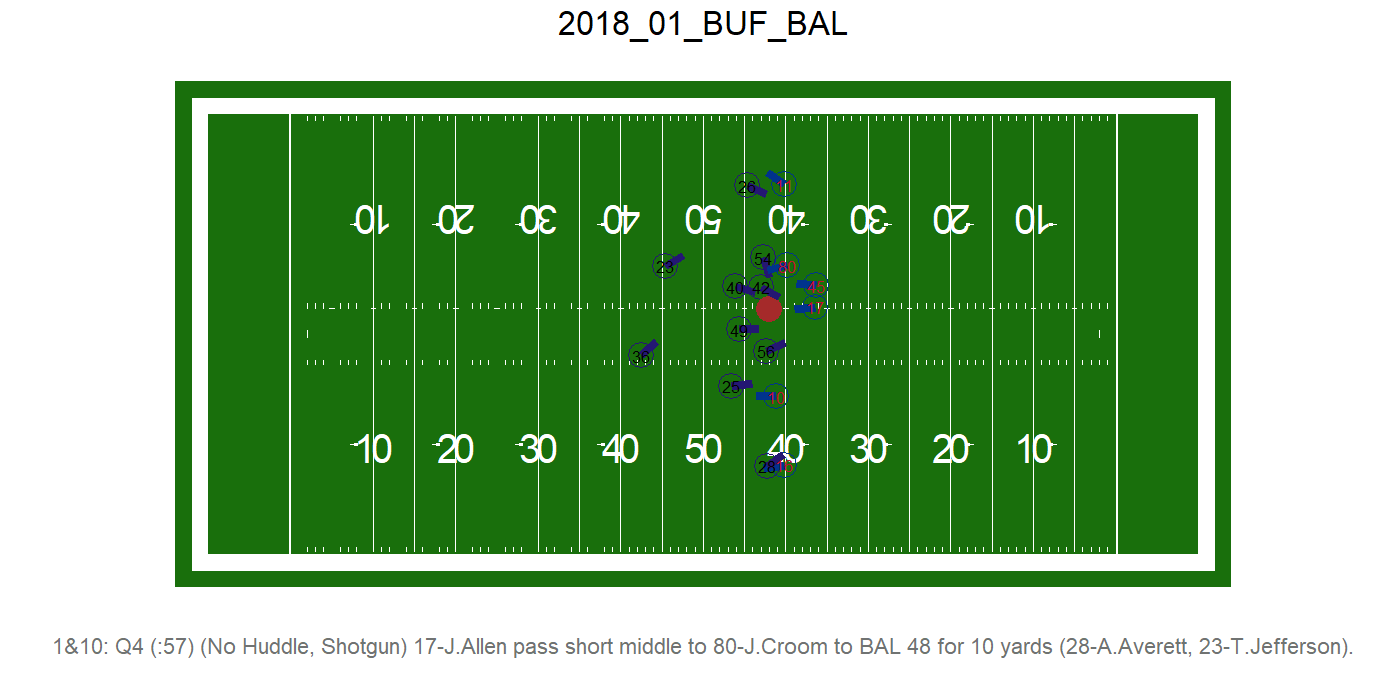 2018_01_BUF_BAL
26 11
10 20 30 40 50 40 30 20 10
54
23 80
40 42
49
56
36
25
10
10 20 30 40 50 40 30 20 10
28
1&10: Q4 (:57) (No Huddle, Shotgun) 17-J.Allen pass short middle to 80-J.Croom to BAL 48 for 10 yards (28-A.Averett, 23-T.Jefferson).